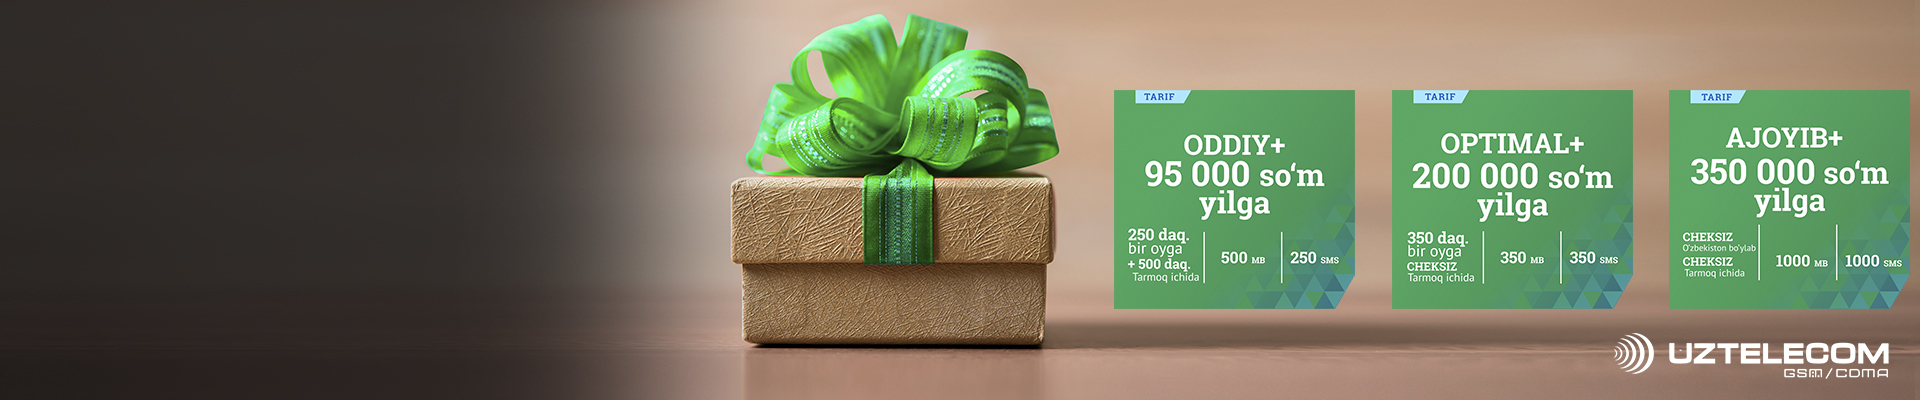 TARIF
ODDIY+
95 000 so‘m
yilga
250 daq.
bir oyga
+ 500 daq.
Tarmoq ichida
500 MB
250 SMS
TARIF
OPTIMAL+
200 000 so‘m
yilga
350 daq.
bir oyga
CHEKSIZ
Tarmoq ichida
350 MB
350 SMS
TARIF
AJOYIB+
350 000 so‘m
yilga
CHEKSIZ
O‘zbekiston bo‘ylab
CHEKSIZ
Tarmoq ichida
1000 MB
1000 SMS
UZTELECOM
GSM/CDMA